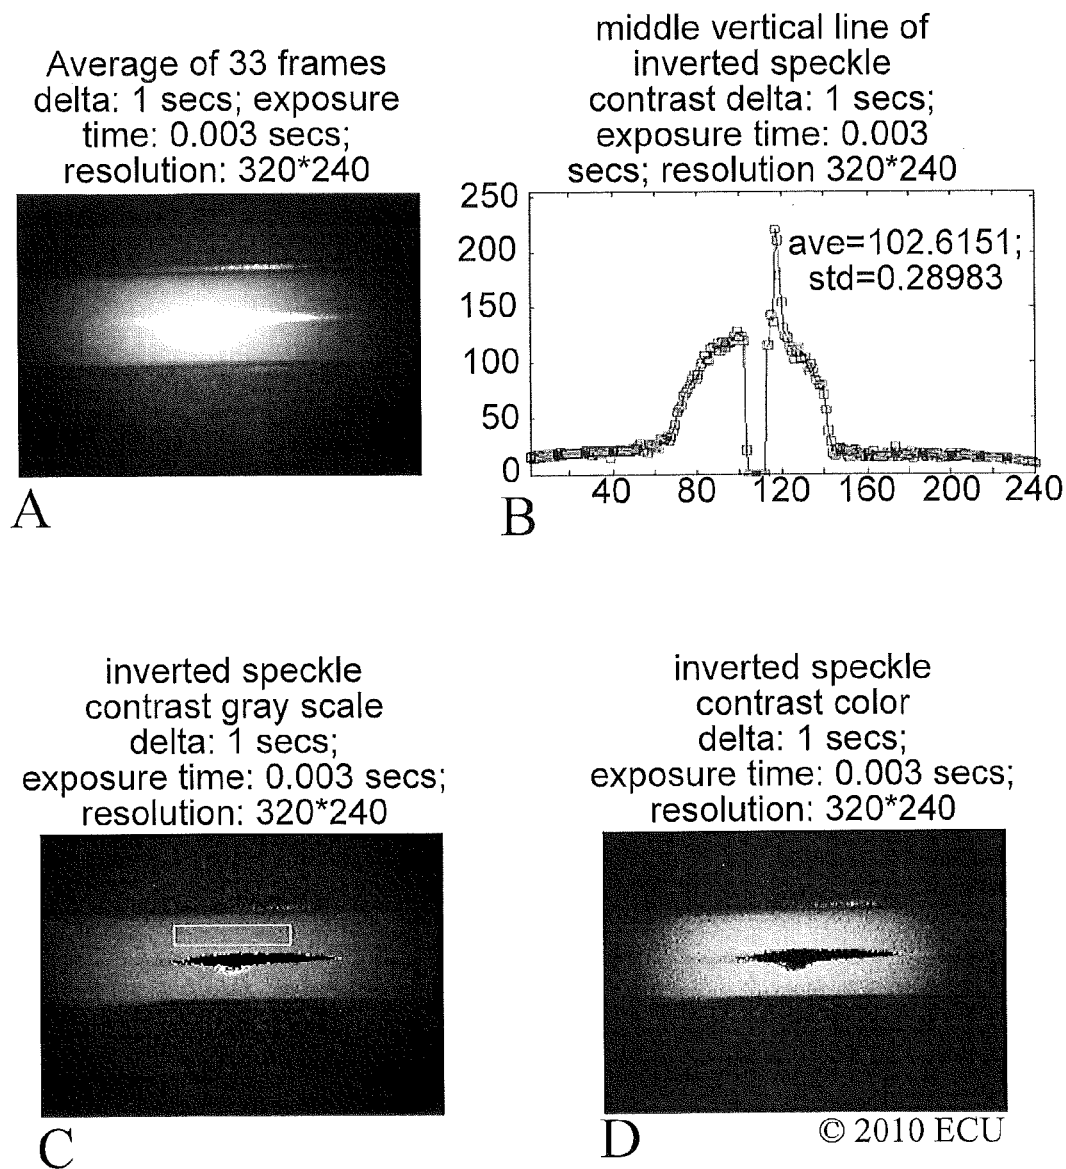 Average of 33 frames
delta: 1 secs; exposure
time: 0.003 secs;
resolution: 320*240
A
middle vertical line of
inverted speckle
contrast delta: 1 secs;
exposure time: 0.003
secs; resolution 320*240
250
200
150
100
50
0
ave=102.6151;
std=0.28983
40 80 120 160 200 240
B
inverted speckle
contrast gray scale
delta: 1 secs;
exposure time: 0.003 secs;
resolution: 320*240
C
inverted speckle
contrast color
delta: 1 secs;
exposure time: 0.003 secs;
resolution: 320*240
D
© 2010 ECU